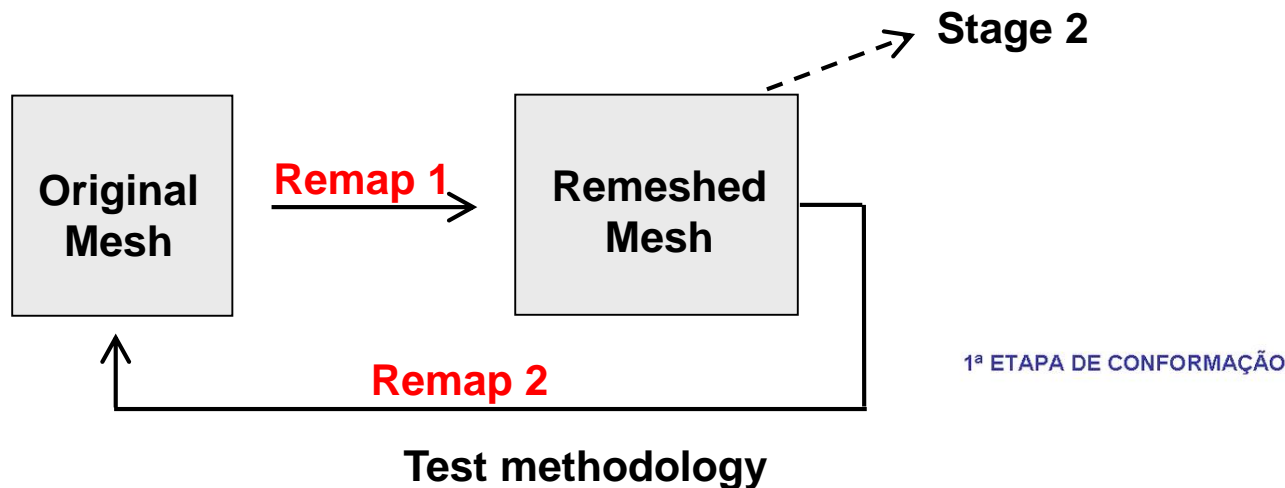 Stage 2
Original
Mesh
Remap 1
Remeshed
Mesh
Remap 2
1ª ETAPA DE CONFORMAÇÃO
Test methodology